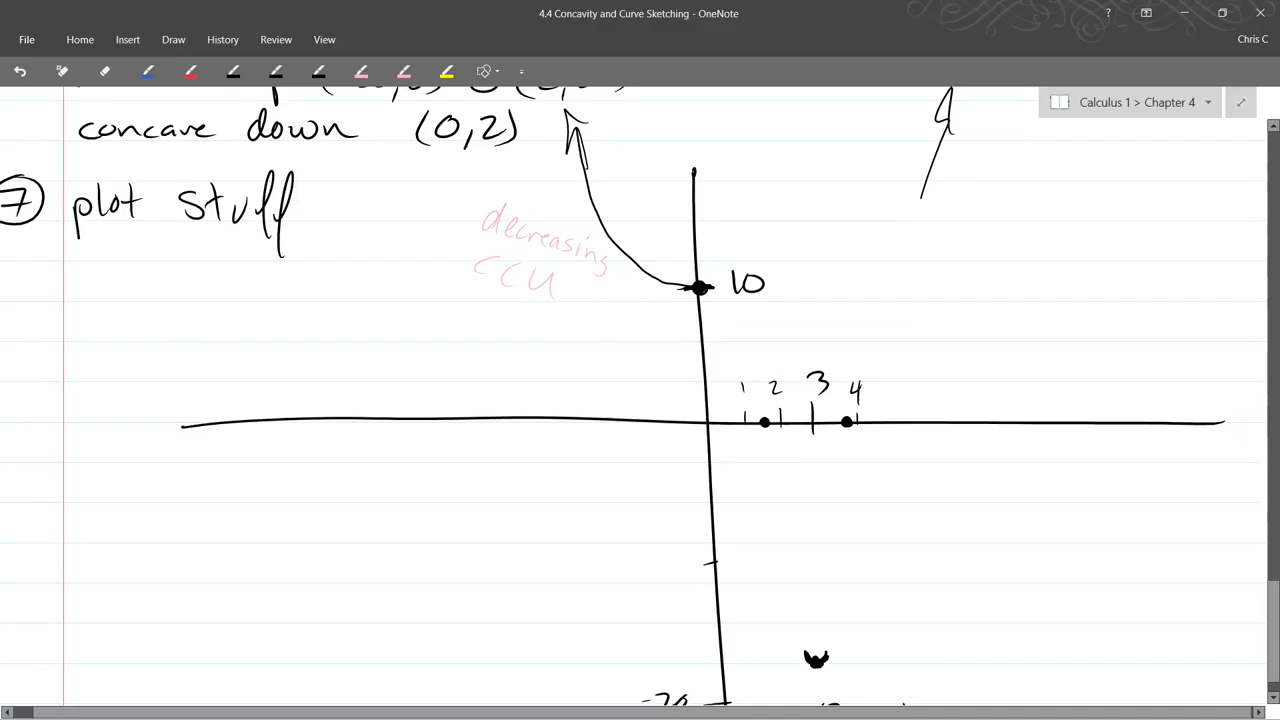 4.4 Concavity and Curve Sketching - OneNote
File Home Insert Draw History Review View
Chris C
Calculus 1 > Chapter 4
concave down (0,2)
7 plot stuff
decreasing
CCU
10
1 2 3 4
-20